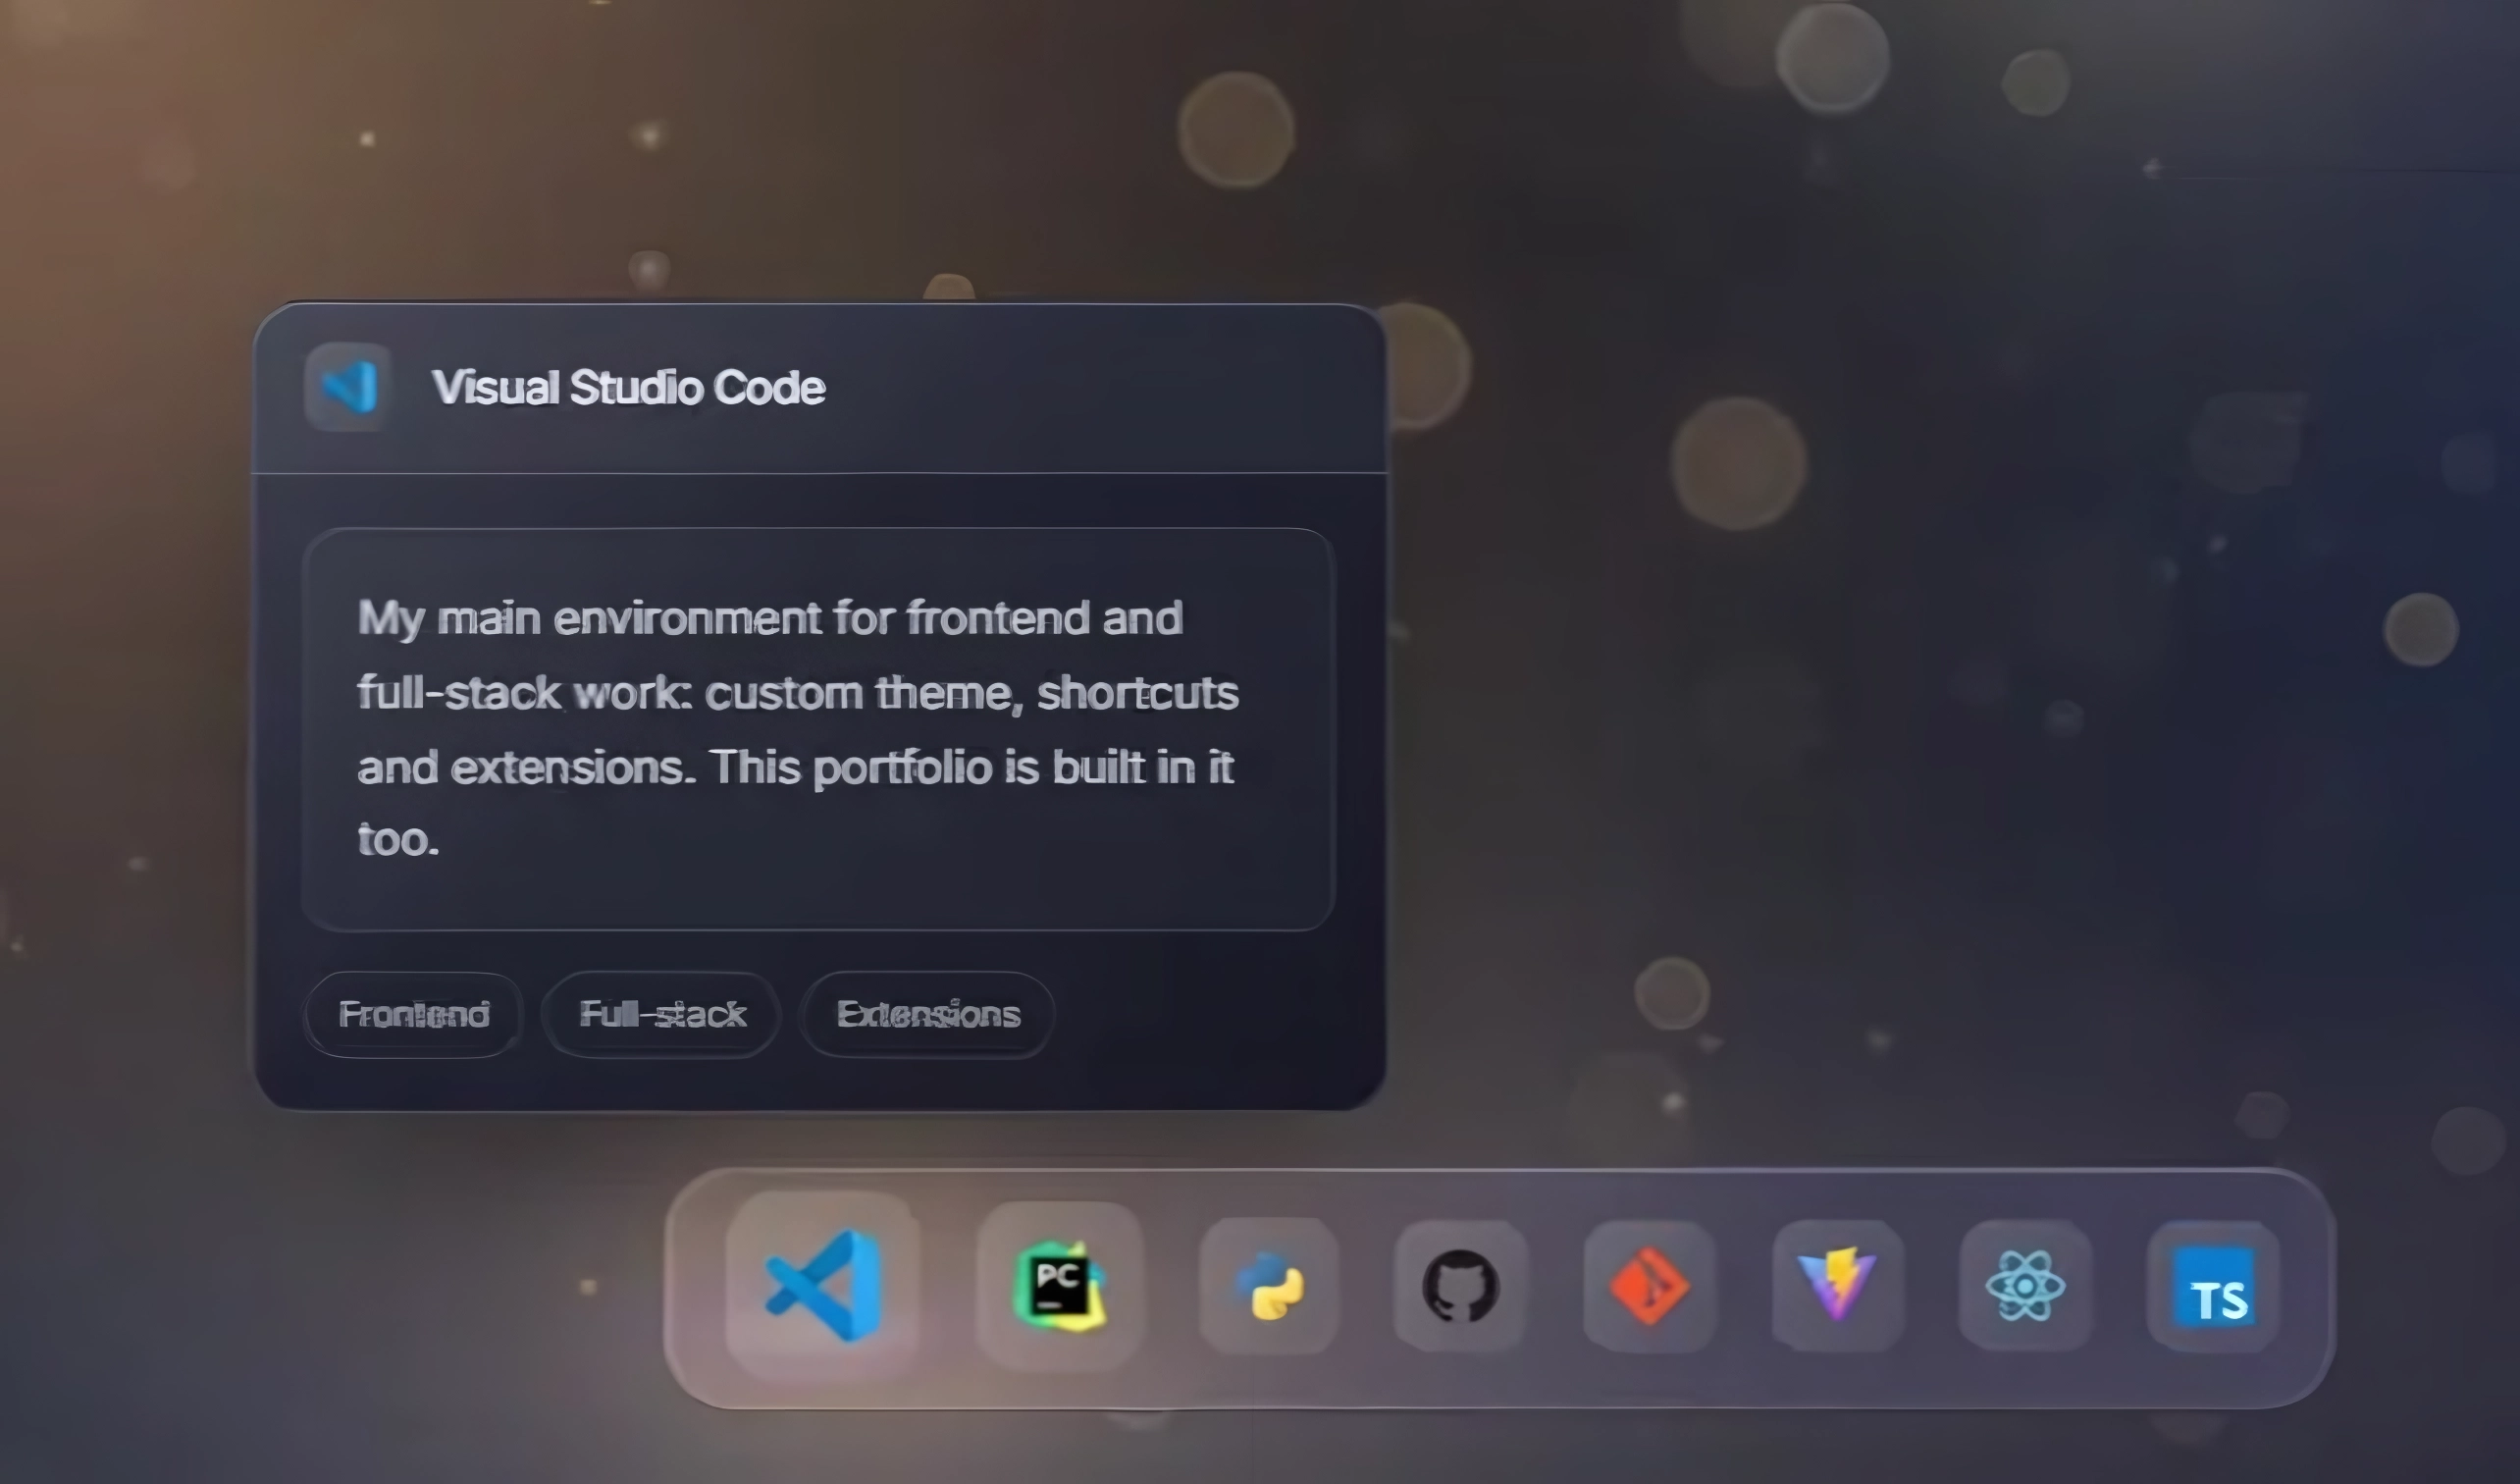 Visual Studio Code
My main environment for frontend and
full-stack work: custom theme, shortcuts
and extensions. This portfolio is built in it
too.
Frontend
Full-stack
Extensions
PC
TS